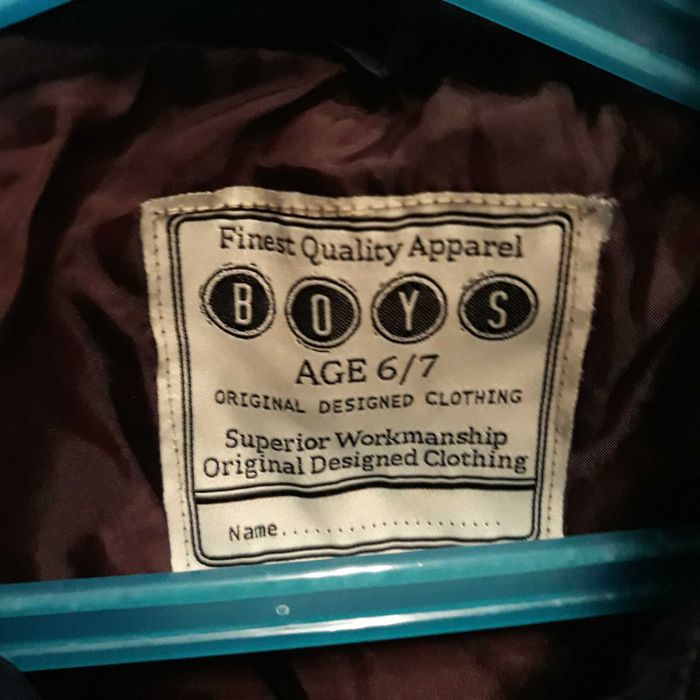 Finest Quality Apparel
BOYS
AGE 6/7
ORIGINAL DESIGNED CLOTHING
Superior Workmanship
Original Designed Clothing
Name....................